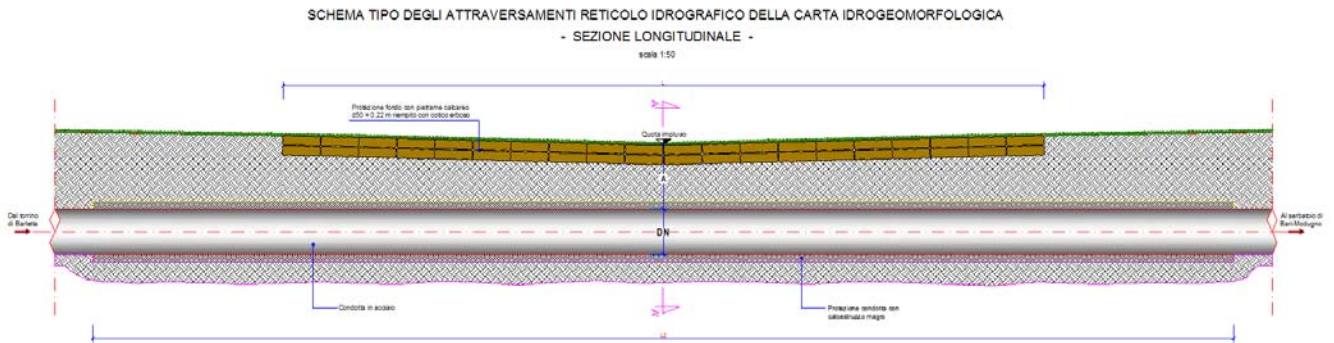 SCHEMA TIPO DEGLI ATTRAVERSAMENTI RETICOLO IDROGRAFICO DELLA CARTA IDROGEOMORFOLOGICA
- SEZIONE LONGITUDINALE -
scala 1:50
Protezione fondo con pietrame calcareo
d50 = 0.22 m riempito con cotico erboso
Quota impluvio
A
Dal torrino
di Barletta
DN
Al serbatoio di
Bari-Modugno
Condotta in acciaio
Protezione condotta con
calcestruzzo magro